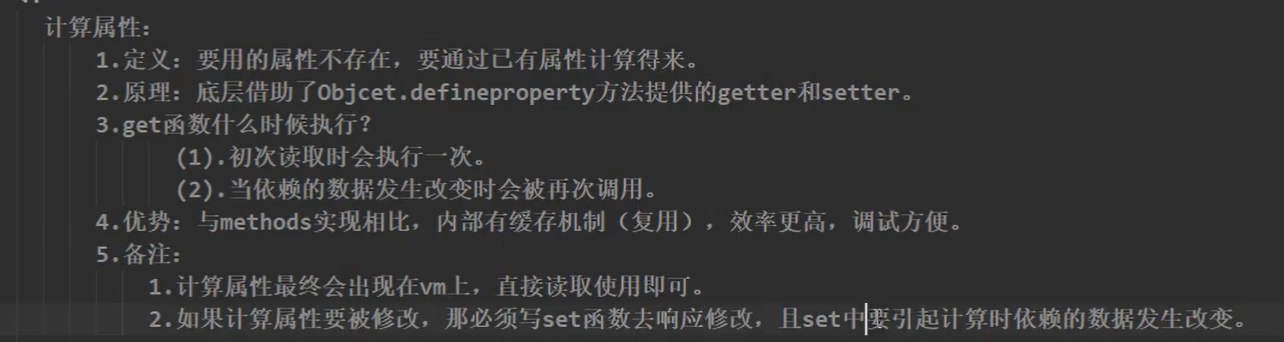 计算属性：
1.定义：要用的属性不存在，要通过已有属性计算得来。
2.原理：底层借助了Objcet.defineproperty方法提供的getter和setter。
3.get函数什么时候执行？
(1).初次读取时会执行一次。
(2).当依赖的数据发生改变时会被再次调用。
4.优势：与methods实现相比，内部有缓存机制（复用），效率更高，调试方便。
5.备注：
1.计算属性最终会出现在vm上，直接读取使用即可。
2.如果计算属性要被修改，那必须写set函数去响应修改，且set中要引起计算时依赖的数据发生改变。